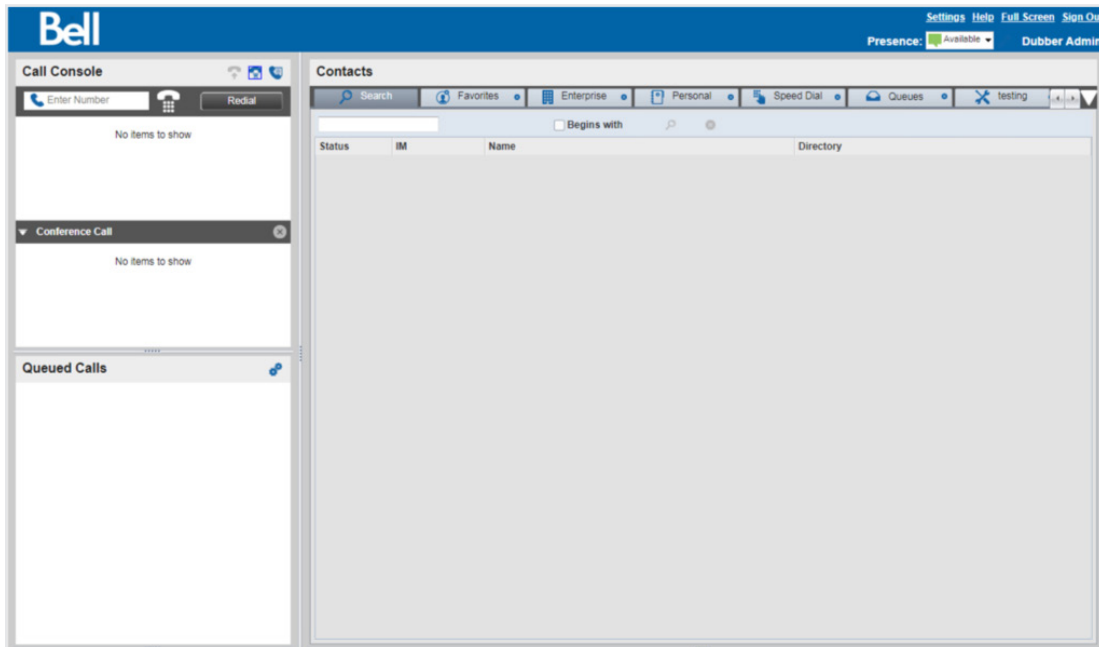 Bell
Settings Help Full Screen Sign Ou
Presence: Available Dubber Admin
Call Console
Enter Number Redial
No items to show
Conference Call
No items to show
Queued Calls
Contacts
Search Favorites Enterprise Personal Speed Dial Queues testing
Begins with
Status IM Name Directory